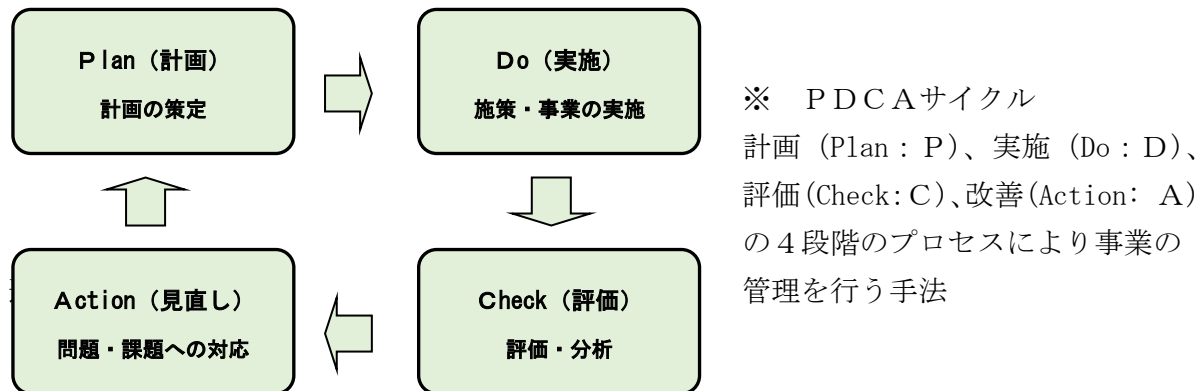 Plan（計画）
計画の策定
Do（実施）
施策・事業の実施
Action（見直し）
問題・課題への対応
Check（評価）
評価・分析
※　ＰＤＣＡサイクル
計画（Plan：Ｐ）、実施（Do：Ｄ）、
評価(Check:Ｃ)、改善(Action: Ａ)
の４段階のプロセスにより事業の
管理を行う手法